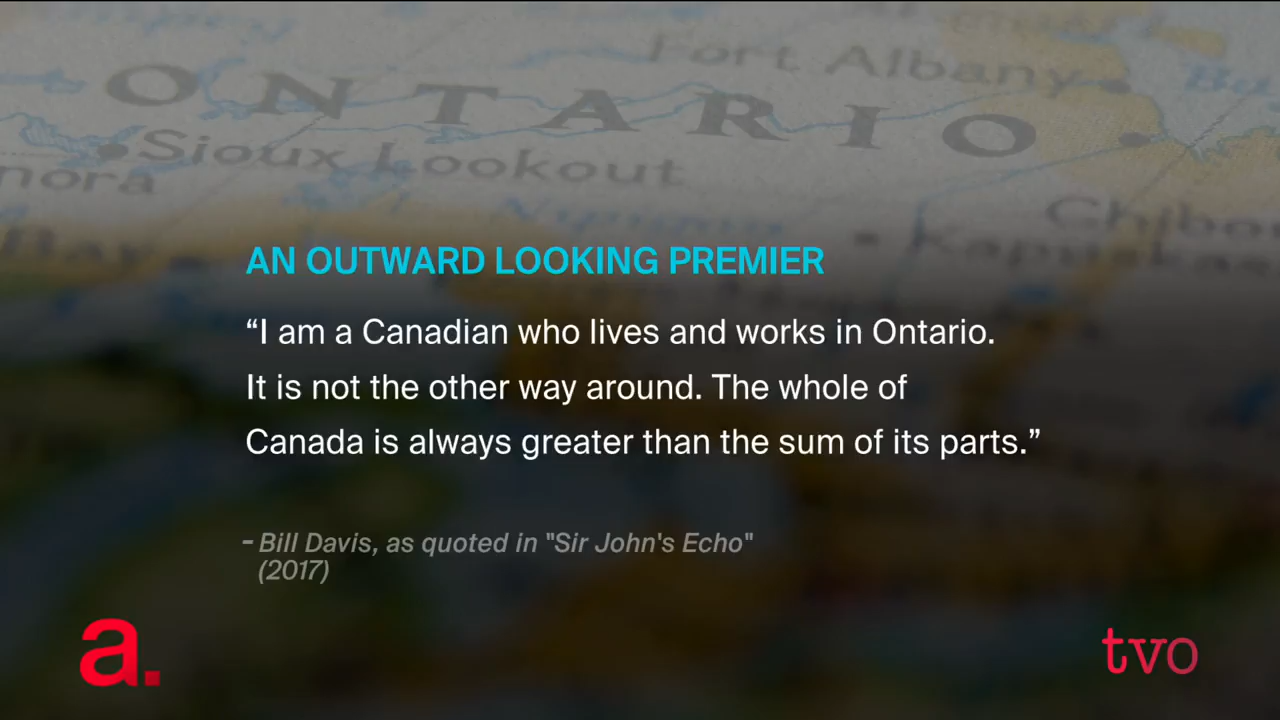 ONTARIO
Fort Albany
Sioux Lookout
nora
Bay
AN OUTWARD LOOKING PREMIER
“I am a Canadian who lives and works in Ontario.
It is not the other way around. The whole of
Canada is always greater than the sum of its parts.”
- Bill Davis, as quoted in "Sir John's Echo"
(2017)
a.
tvo